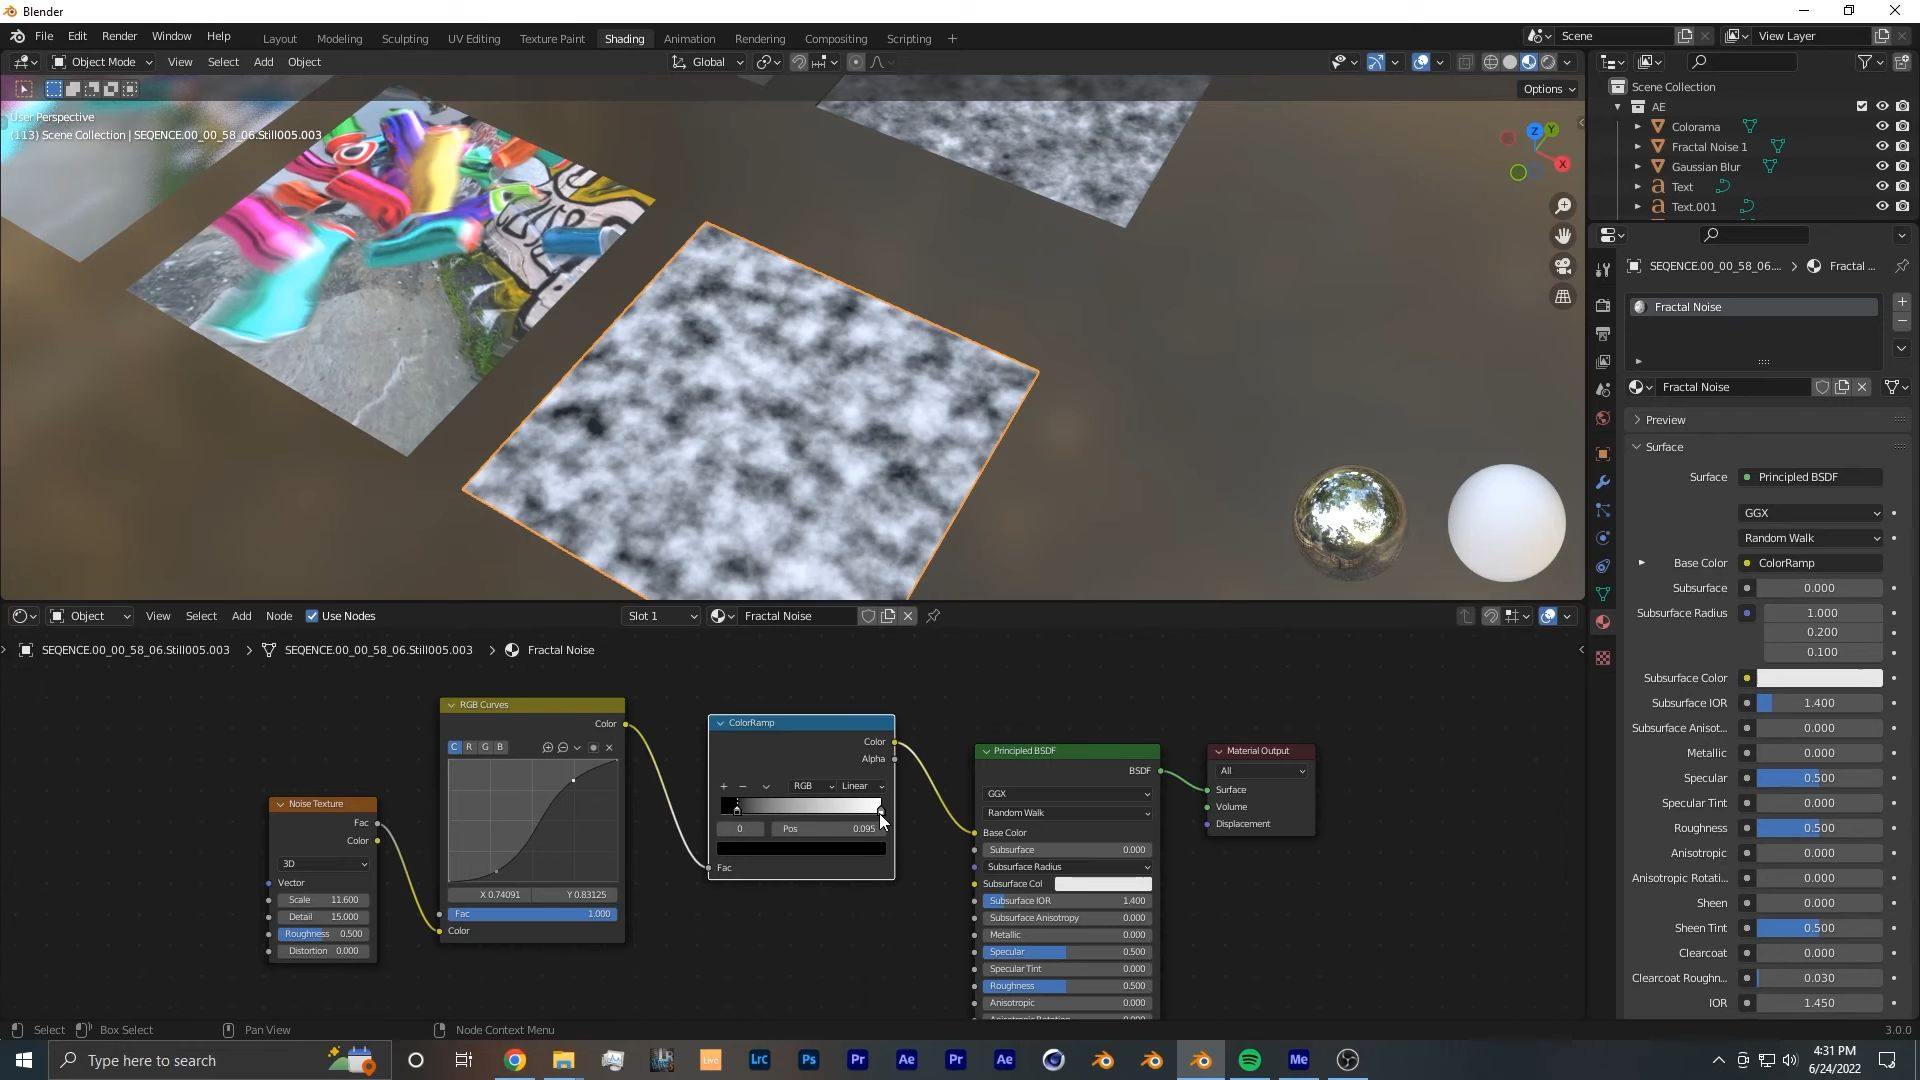 Blender
File Edit Render Window Help
Layout Modeling Sculpting UV Editing Texture Paint Shading Animation Rendering Compositing Scripting +
Scene
View Layer
Object Mode View Select Add Object
Global
Options
User Perspective
(113) Scene Collection | SEQENCE.00_00_58_06.Still005.003
Z Y X
Scene Collection
AE
Colorama
Fractal Noise 1
Gaussian Blur
Text
Text.001
SEQENCE.00_00_58_06.... > Fractal ...
Fractal Noise
Fractal Noise
Preview
Surface
Surface Principled BSDF
GGX
Random Walk
Base Color ColorRamp
Subsurface 0.000
Subsurface Radius 1.000
0.200
0.100
Subsurface Color
Subsurface IOR 1.400
Subsurface Anisot... 0.000
Metallic 0.000
Specular 0.500
Specular Tint 0.000
Roughness 0.500
Anisotropic 0.000
Anisotropic Rotati... 0.000
Sheen 0.000
Sheen Tint 0.500
Clearcoat 0.000
Clearcoat Roughn... 0.030
IOR 1.450
Object View Select Add Node Use Nodes Slot 1 Fractal Noise
SEQENCE.00_00_58_06.Still005.003 > SEQENCE.00_00_58_06.Still005.003 > Fractal Noise
Noise Texture
Fac
Color
3D
Vector
Scale 11.600
Detail 15.000
Roughness 0.500
Distortion 0.000
RGB Curves
Color
C R G B
X 0.74091 Y 0.83125
Fac 1.000
Color
ColorRamp
Color
Alpha
+ − RGB Linear
0 Pos 0.095
Fac
Principled BSDF
BSDF
GGX
Random Walk
Base Color
Subsurface 0.000
Subsurface Radius
Subsurface Col
Subsurface IOR 1.400
Subsurface Anisotropy 0.000
Metallic 0.000
Specular 0.500
Specular Tint 0.000
Roughness 0.500
Anisotropic 0.000
Material Output
All
Surface
Volume
Displacement
Select Box Select Pan View Node Context Menu
3.0.0
Type here to search
Live Lrc Ps Pr Ae Pr Ae Me
4:31 PM
6/24/2022